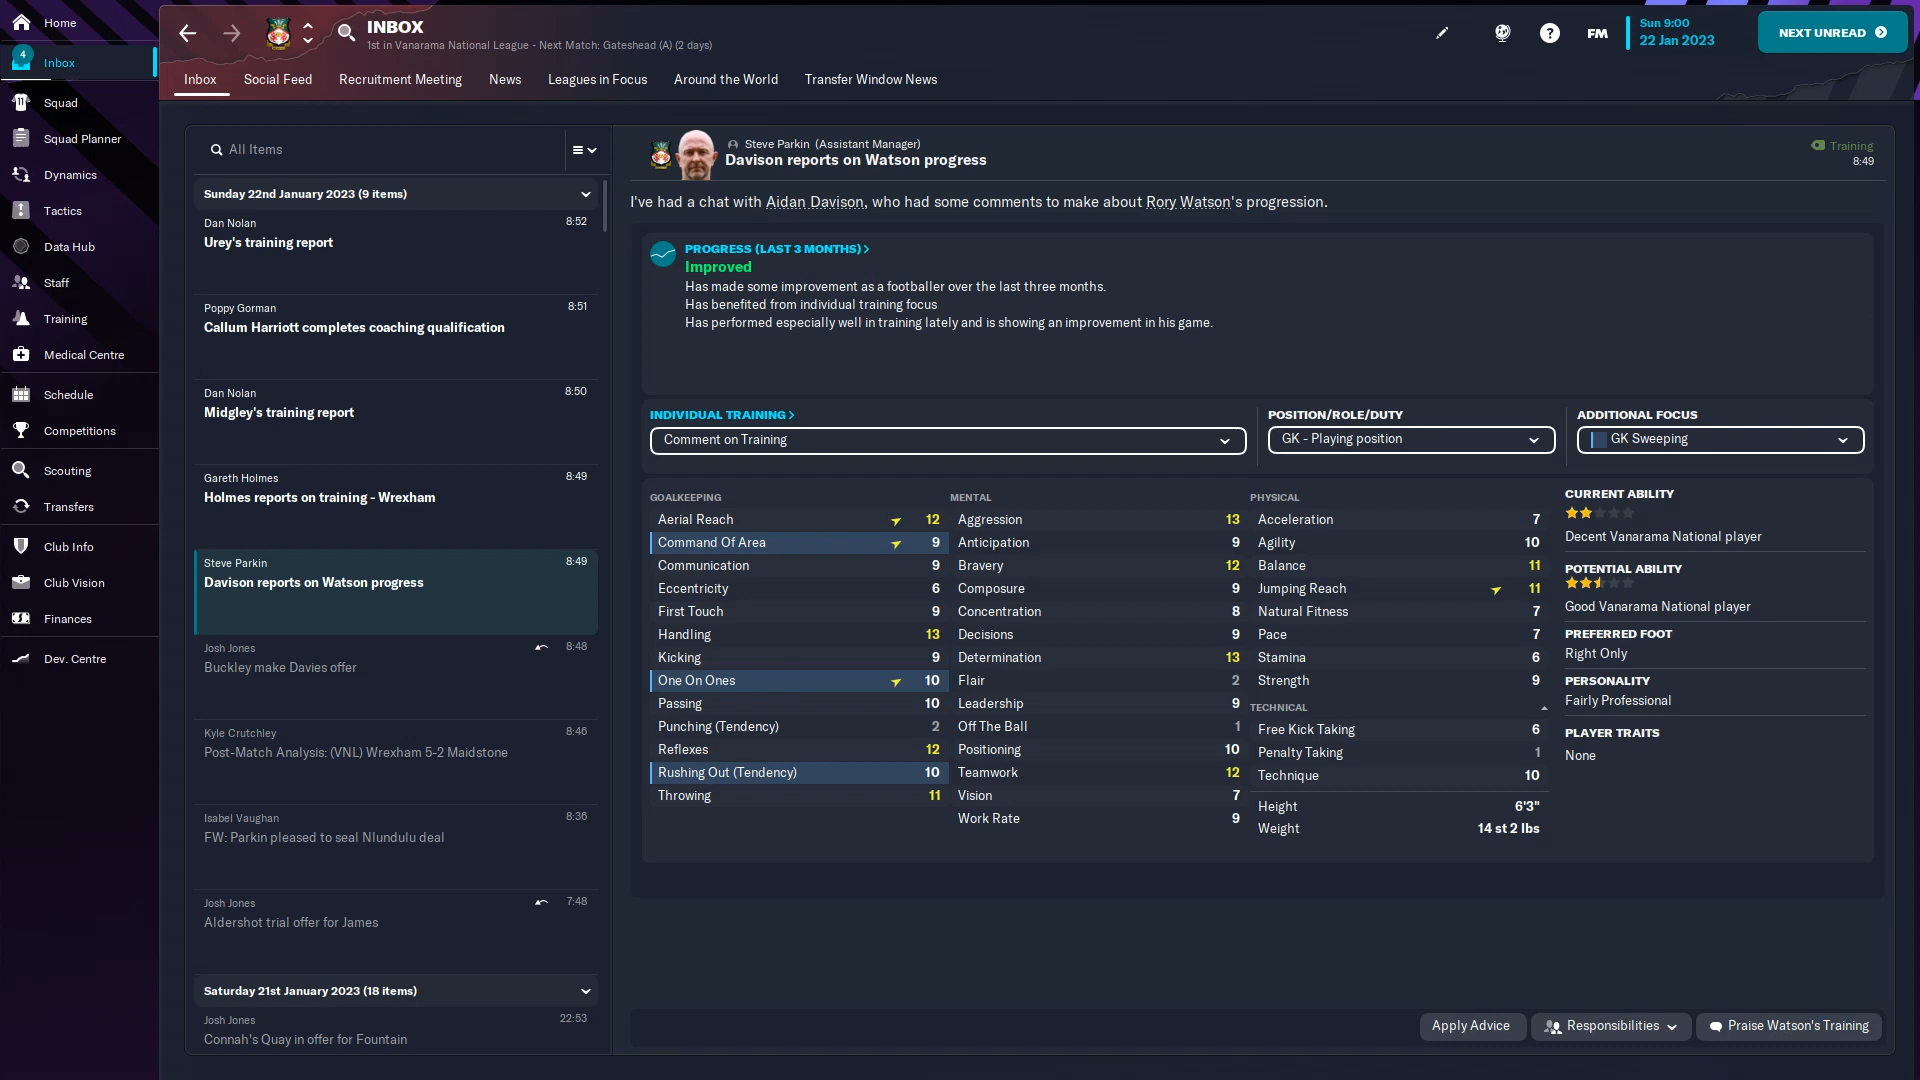 Home
4
Inbox
Squad
Squad Planner
Dynamics
Tactics
Data Hub
Staff
Training
Medical Centre
Schedule
Competitions
Scouting
Transfers
Club Info
Club Vision
Finances
Dev. Centre
INBOX
1st in Vanarama National League - Next Match: Gateshead (A) (2 days)
?
FM
Sun 9:00
22 Jan 2023
NEXT UNREAD
Inbox
Social Feed
Recruitment Meeting
News
Leagues in Focus
Around the World
Transfer Window News
All Items
Sunday 22nd January 2023 (9 items)
Dan Nolan 8:52
Urey's training report
Poppy Gorman 8:51
Callum Harriott completes coaching qualification
Dan Nolan 8:50
Midgley's training report
Gareth Holmes 8:49
Holmes reports on training - Wrexham
Steve Parkin 8:49
Davison reports on Watson progress
Josh Jones 8:48
Buckley make Davies offer
Kyle Crutchley 8:46
Post-Match Analysis: (VNL) Wrexham 5-2 Maidstone
Isabel Vaughan 8:36
FW: Parkin pleased to seal Nlundulu deal
Josh Jones 7:48
Aldershot trial offer for James
Saturday 21st January 2023 (18 items)
Josh Jones 22:53
Connah's Quay in offer for Fountain
Steve Parkin (Assistant Manager)
Davison reports on Watson progress
Training
8:49
I've had a chat with Aidan Davison, who had some comments to make about Rory Watson's progression.
PROGRESS (LAST 3 MONTHS)
Improved
Has made some improvement as a footballer over the last three months.
Has benefited from individual training focus
Has performed especially well in training lately and is showing an improvement in his game.
INDIVIDUAL TRAINING
Comment on Training
POSITION/ROLE/DUTY
GK - Playing position
ADDITIONAL FOCUS
GK Sweeping
GOALKEEPING
Aerial Reach 12
Command Of Area 9
Communication 9
Eccentricity 6
First Touch 9
Handling 13
Kicking 9
One On Ones 10
Passing 10
Punching (Tendency) 2
Reflexes 12
Rushing Out (Tendency) 10
Throwing 11
MENTAL
Aggression 13
Anticipation 9
Bravery 12
Composure 9
Concentration 8
Decisions 9
Determination 13
Flair 2
Leadership 9
Off The Ball 1
Positioning 10
Teamwork 12
Vision 7
Work Rate 9
PHYSICAL
Acceleration 7
Agility 10
Balance 11
Jumping Reach 11
Natural Fitness 7
Pace 7
Stamina 6
Strength 9
TECHNICAL
Free Kick Taking 6
Penalty Taking 1
Technique 10
Height 6'3"
Weight 14 st 2 lbs
CURRENT ABILITY
Decent Vanarama National player
POTENTIAL ABILITY
Good Vanarama National player
PREFERRED FOOT
Right Only
PERSONALITY
Fairly Professional
PLAYER TRAITS
None
Apply Advice
Responsibilities
Praise Watson's Training